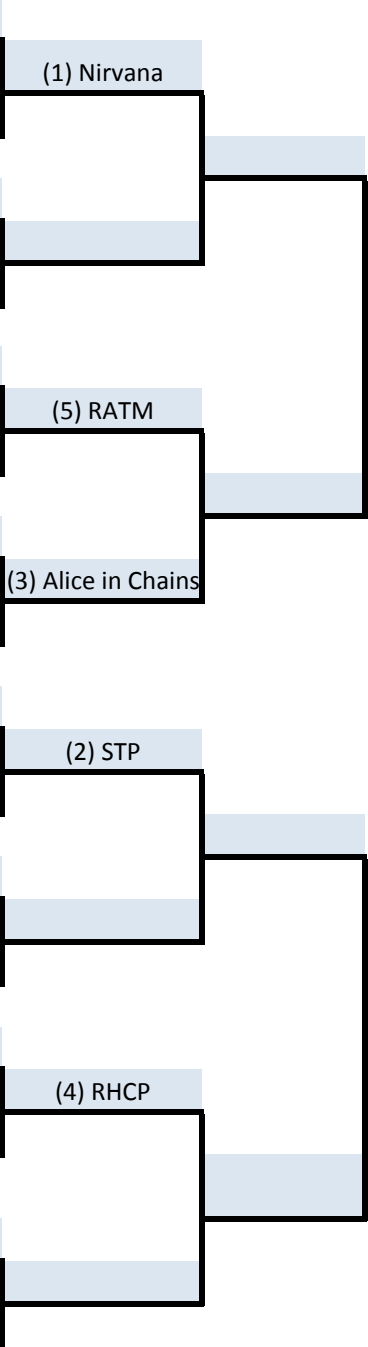 (1) Nirvana
(5) RATM
(3) Alice in Chains
(2) STP
(4) RHCP